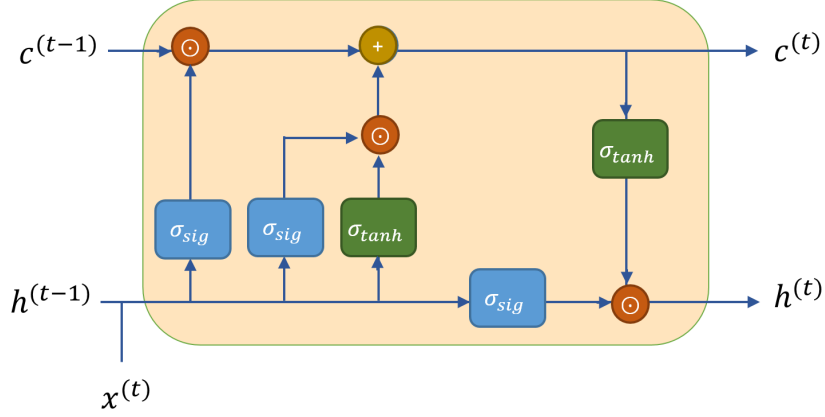 c^(t−1) ⊙ + c^(t)
⊙
σ_tanh
σ_sig σ_sig σ_tanh
h^(t−1) σ_sig ⊙ h^(t)
x^(t)